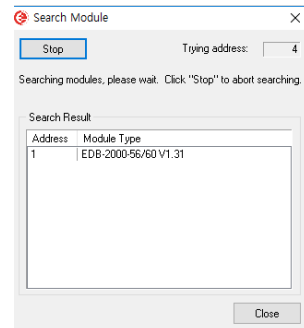 Search Module
Stop
Trying address: 4
Searching modules, please wait. Click "Stop" to abort searching.
Search Result
Address Module Type
1 EDB-2000-56/60 V1.31
Close